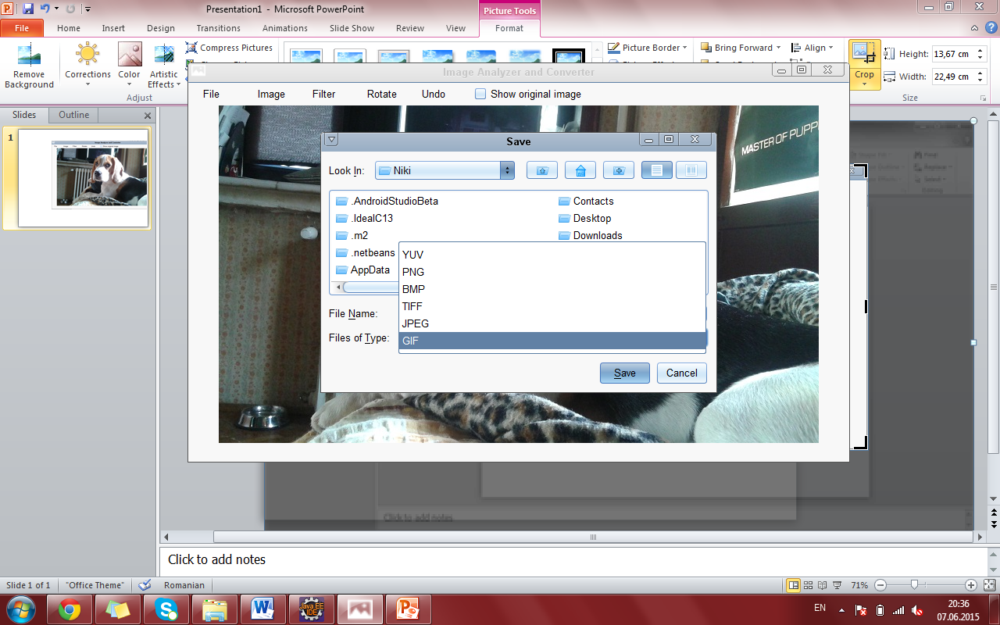 Presentation1 - Microsoft PowerPoint
Picture Tools
File Home Insert Design Transitions Animations Slide Show Review View Format
Remove Background
Corrections
Color
Artistic Effects
Compress Pictures
Adjust
Picture Border
Bring Forward
Align
Crop
Height: 13,67 cm
Width: 22,49 cm
Size
Slides Outline
1
Image Analyzer and Converter
File Image Filter Rotate Undo Show original image
MASTER OF PUPP
Save
Look In: Niki
.AndroidStudioBeta
.IdealC13
.m2
.netbeans
AppData
Contacts
Desktop
Downloads
YUV
PNG
BMP
TIFF
JPEG
GIF
File Name:
Files of Type:
Save Cancel
Click to add notes
Click to add notes
Slide 1 of 1 "Office Theme" Romanian 71%
Java EE
IDE
EN
20:36
07.06.2015